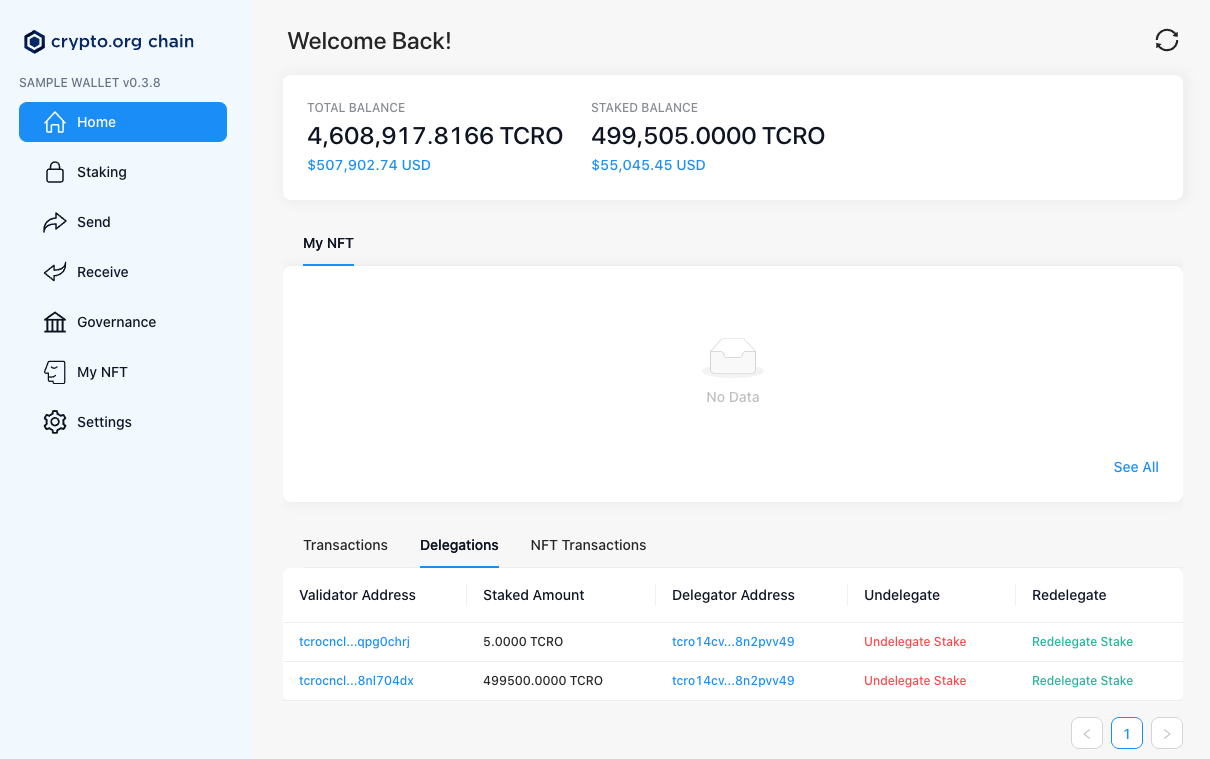 crypto.org chain
SAMPLE WALLET v0.3.8
Home
Staking
Send
Receive
Governance
My NFT
Settings
Welcome Back!
TOTAL BALANCE
4,608,917.8166 TCRO
$507,902.74 USD
STAKED BALANCE
499,505.0000 TCRO
$55,045.45 USD
My NFT
No Data
See All
Transactions Delegations NFT Transactions
Validator Address Staked Amount Delegator Address Undelegate Redelegate
tcrocncl...qpg0chrj 5.0000 TCRO tcro14cv...8n2pvv49 Undelegate Stake Redelegate Stake
tcrocncl...8nl704dx 499500.0000 TCRO tcro14cv...8n2pvv49 Undelegate Stake Redelegate Stake
< 1 >